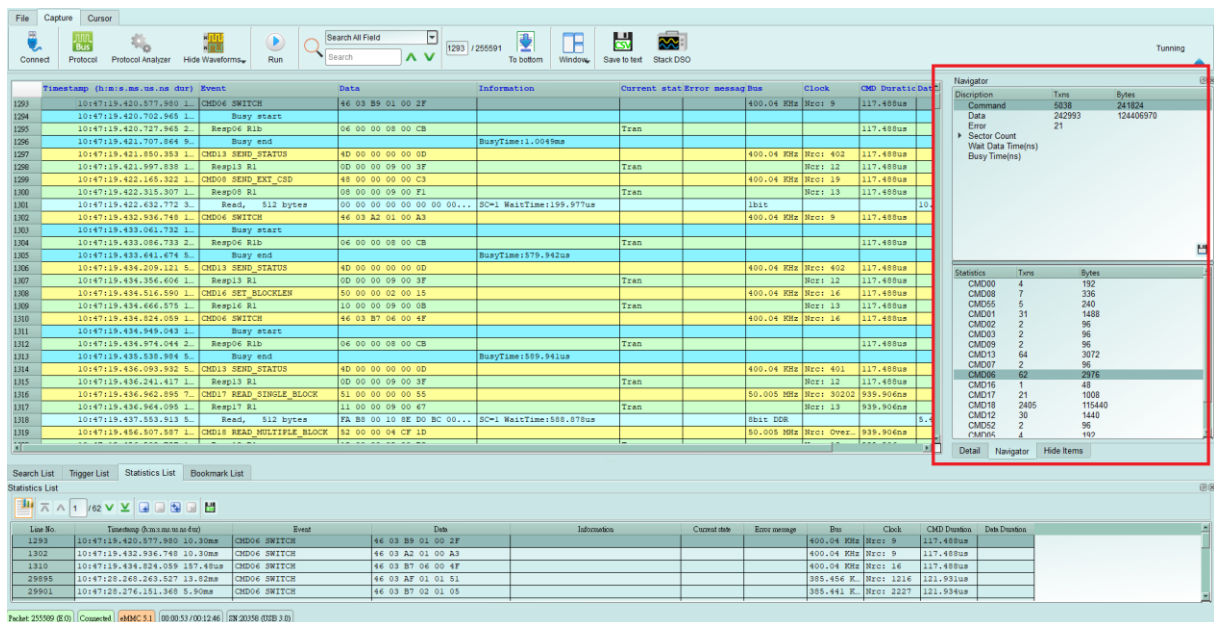 File Capture Cursor
Connect Protocol Protocol Analyzer Hide Waveforms Run Search All Field Search 1293 / 255591 To bottom Window Save to text Stack DSO Tunning
Timestamp (h:m:s.ms.us.ns dur) Event Data Information Current stat Error messag Bus Clock CMD Duratic Dat
1293 10:47:19.420.577.980 1... CMD06 SWITCH 46 03 B9 01 00 2F 400.04 KHz Nrc: 9 117.488us
1294 10:47:19.420.702.965 1... Busy start
1295 10:47:19.420.727.965 2... Resp06 R1b 06 00 00 08 00 CB Tran 117.488us
1296 10:47:19.421.707.864 9... Busy end BusyTime:1.0049ms
1297 10:47:19.421.850.353 1... CMD13 SEND_STATUS 4D 00 00 00 00 0D 400.04 KHz Nrc: 402 117.488us
1298 10:47:19.421.997.838 1... Resp13 R1 0D 00 00 09 00 3F Tran Ncr: 12 117.488us
1299 10:47:19.422.165.322 1... CMD08 SEND_EXT_CSD 48 00 00 00 00 C3 400.04 KHz Nrc: 19 117.488us
1300 10:47:19.422.315.307 1... Resp08 R1 08 00 00 09 00 F1 Tran Ncr: 13 117.488us
1301 10:47:19.422.632.772 3... Read, 512 bytes 00 00 00 00 00 00 00 00... SC=1 WaitTime:199.977us 1bit 10.
1302 10:47:19.432.936.748 1... CMD06 SWITCH 46 03 A2 01 00 A3 400.04 KHz Nrc: 9 117.488us
1303 10:47:19.433.061.732 1... Busy start
1304 10:47:19.433.086.733 2... Resp06 R1b 06 00 00 08 00 CB Tran 117.488us
1305 10:47:19.433.641.674 5... Busy end BusyTime:579.942us
1306 10:47:19.434.209.121 5... CMD13 SEND_STATUS 4D 00 00 00 00 0D 400.04 KHz Nrc: 402 117.488us
1307 10:47:19.434.356.606 1... Resp13 R1 0D 00 00 09 00 3F Tran Ncr: 12 117.488us
1308 10:47:19.434.516.590 1... CMD16 SET_BLOCKLEN 50 00 00 02 00 15 400.04 KHz Nrc: 16 117.488us
1309 10:47:19.434.666.575 1... Resp16 R1 10 00 00 09 00 0B Tran Ncr: 13 117.488us
1310 10:47:19.434.824.059 1... CMD06 SWITCH 46 03 B7 06 00 4F 400.04 KHz Nrc: 16 117.488us
1311 10:47:19.434.949.043 1... Busy start
1312 10:47:19.434.974.044 2... Resp06 R1b 06 00 00 08 00 CB Tran 117.488us
1313 10:47:19.435.538.984 5... Busy end BusyTime:589.941us
1314 10:47:19.436.093.932 5... CMD13 SEND_STATUS 4D 00 00 00 00 0D 400.04 KHz Nrc: 401 117.488us
1315 10:47:19.436.241.417 1... Resp13 R1 0D 00 00 09 00 3F Tran Ncr: 12 117.488us
1316 10:47:19.436.962.895 7... CMD17 READ_SINGLE_BLOCK 51 00 00 00 00 55 50.005 MHz Nrc: 30202 939.906ns
1317 10:47:19.436.964.095 1... Resp17 R1 11 00 00 09 00 67 Tran Ncr: 13 939.906ns
1318 10:47:19.437.553.913 5... Read, 512 bytes FA B8 00 10 8E D0 BC 00... SC=1 WaitTime:588.878us 8bit DDR 5.4
1319 10:47:19.456.507.587 1... CMD18 READ_MULTIPLE_BLOCK 52 00 00 04 CF 1D 50.005 MHz Nrc: Over... 939.906ns
Navigator
Discription Txns Bytes
Command 5038 241824
Data 242993 124406970
Error 21
Sector Count
Wait Data Time(ns)
Busy Time(ns)
Statistics Txns Bytes
CMD00 4 192
CMD08 7 336
CMD55 5 240
CMD01 31 1488
CMD02 2 96
CMD03 2 96
CMD09 2 96
CMD13 64 3072
CMD07 2 96
CMD06 62 2976
CMD16 1 48
CMD17 21 1008
CMD18 2405 115440
CMD12 30 1440
CMD52 2 96
CMD05 4 192
Detail Navigator Hide Items
Search List Trigger List Statistics List Bookmark List
Statistics List
1 / 62
Line No. Timestamp (h:m:s.ms.us.ns dur) Event Data Information Current state Error message Bus Clock CMD Duration Data Duration
1293 10:47:19.420.577.980 10.30ms CMD06 SWITCH 46 03 B9 01 00 2F 400.04 KHz Nrc: 9 117.488us
1302 10:47:19.432.936.748 10.30ms CMD06 SWITCH 46 03 A2 01 00 A3 400.04 KHz Nrc: 9 117.488us
1310 10:47:19.434.824.059 157.48us CMD06 SWITCH 46 03 B7 06 00 4F 400.04 KHz Nrc: 16 117.488us
29895 10:47:28.268.263.527 13.82ms CMD06 SWITCH 46 03 AF 01 01 51 385.456 K... Nrc: 1216 121.931us
29901 10:47:28.276.151.368 5.90ms CMD06 SWITCH 46 03 B7 02 01 05 385.441 K... Nrc: 2227 121.934us
Packet: 255589 (E:0) Connected eMMC 5.1 00:00:53 / 00:12:46 SN:20358 (USB 3.0)